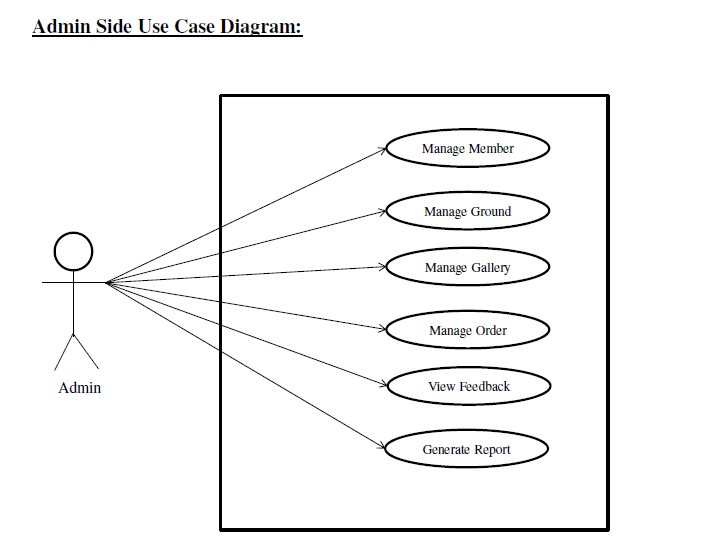 Admin Side Use Case Diagram:
Manage Member
Manage Ground
Manage Gallery
Manage Order
View Feedback
Admin
Generate Report